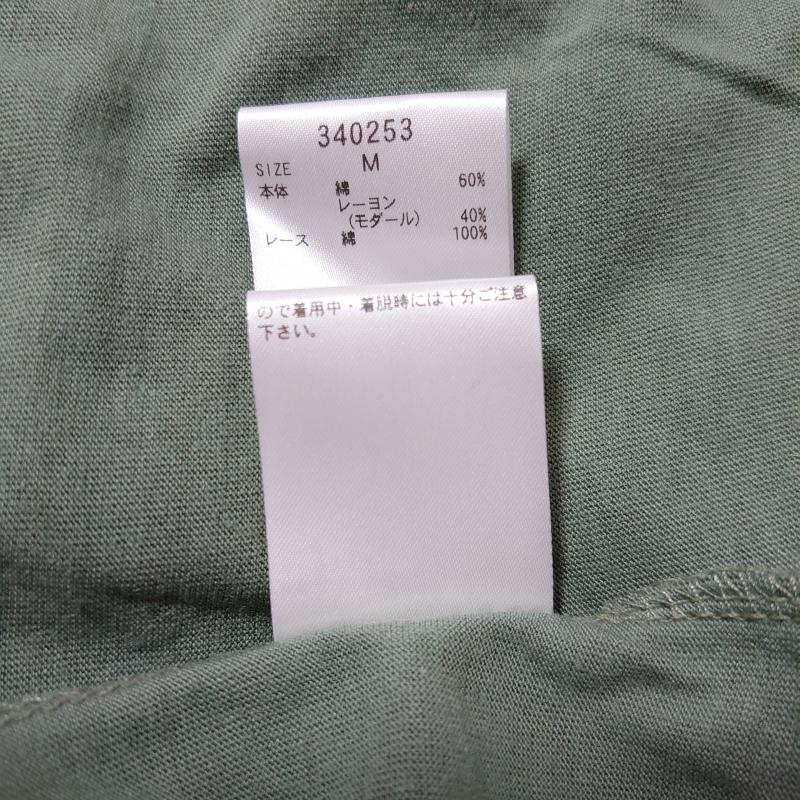 340253
SIZE M
本体 綿 60%
レーヨン
(モダール) 40%
レース 綿 100%
ので着用中・着脱時には十分ご注意
下さい。